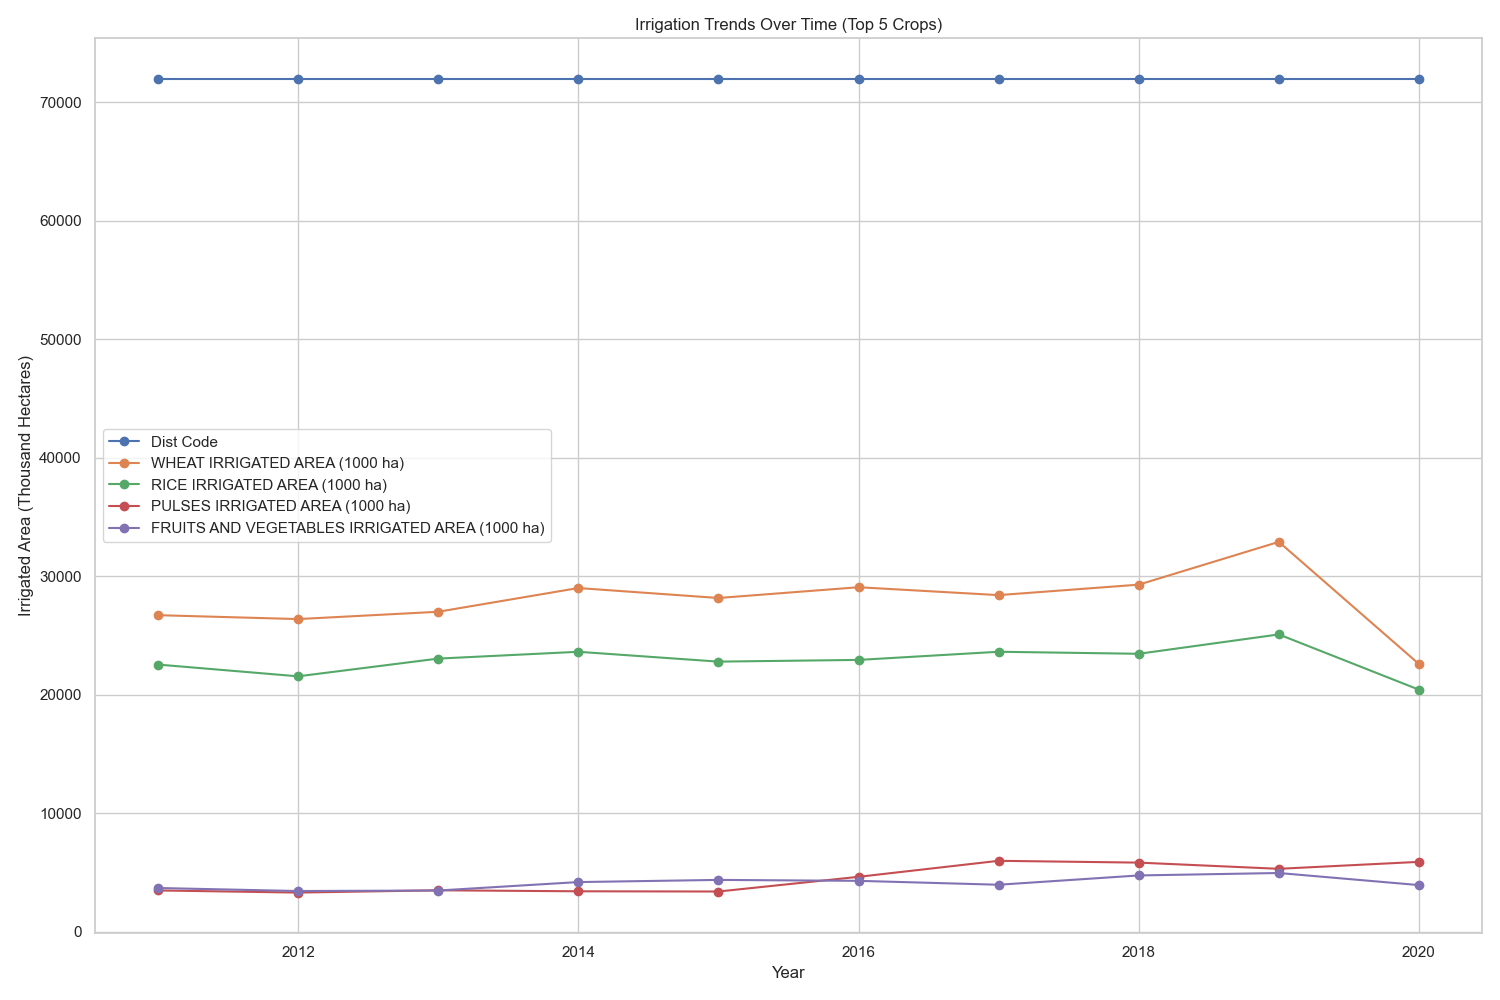 Irrigation Trends Over Time (Top 5 Crops)
Irrigated Area (Thousand Hectares)
70000
60000
50000
40000
30000
20000
10000
0
Dist Code
WHEAT IRRIGATED AREA (1000 ha)
RICE IRRIGATED AREA (1000 ha)
PULSES IRRIGATED AREA (1000 ha)
FRUITS AND VEGETABLES IRRIGATED AREA (1000 ha)
2012 2014 2016 2018 2020
Year